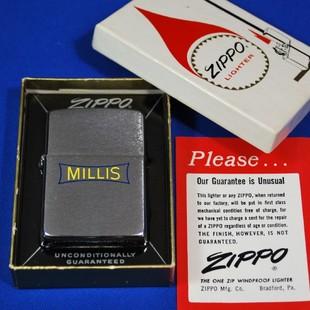 ZIPPO
LIGHTER
ZIPPO
MILLIS
UNCONDITIONALLY
GUARANTEED
Please...
Our Guarantee is Unusual
This lighter or any Zippo, when returned
to our factory, will be put in first class
mechanical condition free of charge, for
we have yet to charge a cent for the repair
of a ZIPPO regardless of age or condition.
THE FINISH, HOWEVER, IS NOT
GUARANTEED.
ZIPPO
®
THE ONE ZIP WINDPROOF LIGHTER
ZIPPO Mfg. Co. Bradford, Pa.